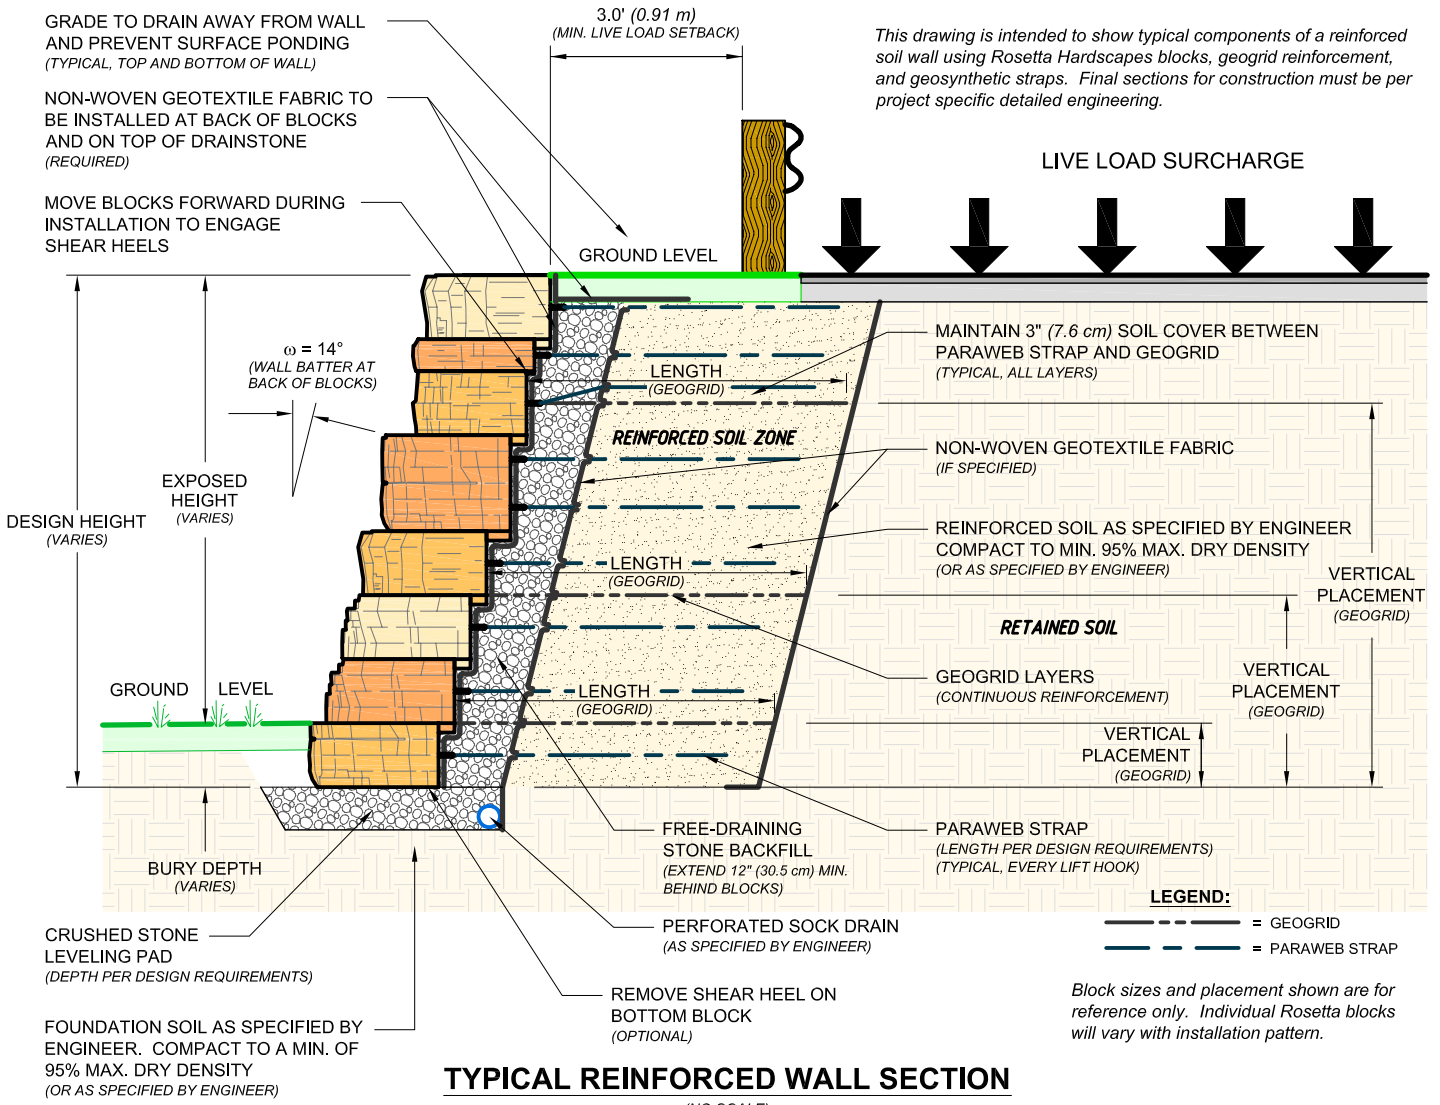 GRADE TO DRAIN AWAY FROM WALL
AND PREVENT SURFACE PONDING
(TYPICAL, TOP AND BOTTOM OF WALL)
NON-WOVEN GEOTEXTILE FABRIC TO
BE INSTALLED AT BACK OF BLOCKS
AND ON TOP OF DRAINSTONE
(REQUIRED)
MOVE BLOCKS FORWARD DURING
INSTALLATION TO ENGAGE
SHEAR HEELS
3.0' (0.91 m)
(MIN. LIVE LOAD SETBACK)
This drawing is intended to show typical components of a reinforced
soil wall using Rosetta Hardscapes blocks, geogrid reinforcement,
and geosynthetic straps. Final sections for construction must be per
project specific detailed engineering.
LIVE LOAD SURCHARGE
GROUND LEVEL
ω = 14°
(WALL BATTER AT
BACK OF BLOCKS)
EXPOSED
HEIGHT
(VARIES)
DESIGN HEIGHT
(VARIES)
GROUND LEVEL
BURY DEPTH
(VARIES)
LENGTH
(GEOGRID)
REINFORCED SOIL ZONE
LENGTH
(GEOGRID)
LENGTH
(GEOGRID)
MAINTAIN 3" (7.6 cm) SOIL COVER BETWEEN
PARAWEB STRAP AND GEOGRID
(TYPICAL, ALL LAYERS)
NON-WOVEN GEOTEXTILE FABRIC
(IF SPECIFIED)
REINFORCED SOIL AS SPECIFIED BY ENGINEER
COMPACT TO MIN. 95% MAX. DRY DENSITY
(OR AS SPECIFIED BY ENGINEER)
RETAINED SOIL
GEOGRID LAYERS
(CONTINUOUS REINFORCEMENT)
VERTICAL
PLACEMENT
(GEOGRID)
VERTICAL
PLACEMENT
(GEOGRID)
VERTICAL
PLACEMENT
(GEOGRID)
PARAWEB STRAP
(LENGTH PER DESIGN REQUIREMENTS)
(TYPICAL, EVERY LIFT HOOK)
FREE-DRAINING
STONE BACKFILL
(EXTEND 12" (30.5 cm) MIN.
BEHIND BLOCKS)
PERFORATED SOCK DRAIN
(AS SPECIFIED BY ENGINEER)
REMOVE SHEAR HEEL ON
BOTTOM BLOCK
(OPTIONAL)
CRUSHED STONE
LEVELING PAD
(DEPTH PER DESIGN REQUIREMENTS)
FOUNDATION SOIL AS SPECIFIED BY
ENGINEER. COMPACT TO A MIN. OF
95% MAX. DRY DENSITY
(OR AS SPECIFIED BY ENGINEER)
LEGEND:
= GEOGRID
= PARAWEB STRAP
Block sizes and placement shown are for
reference only. Individual Rosetta blocks
will vary with installation pattern.
TYPICAL REINFORCED WALL SECTION